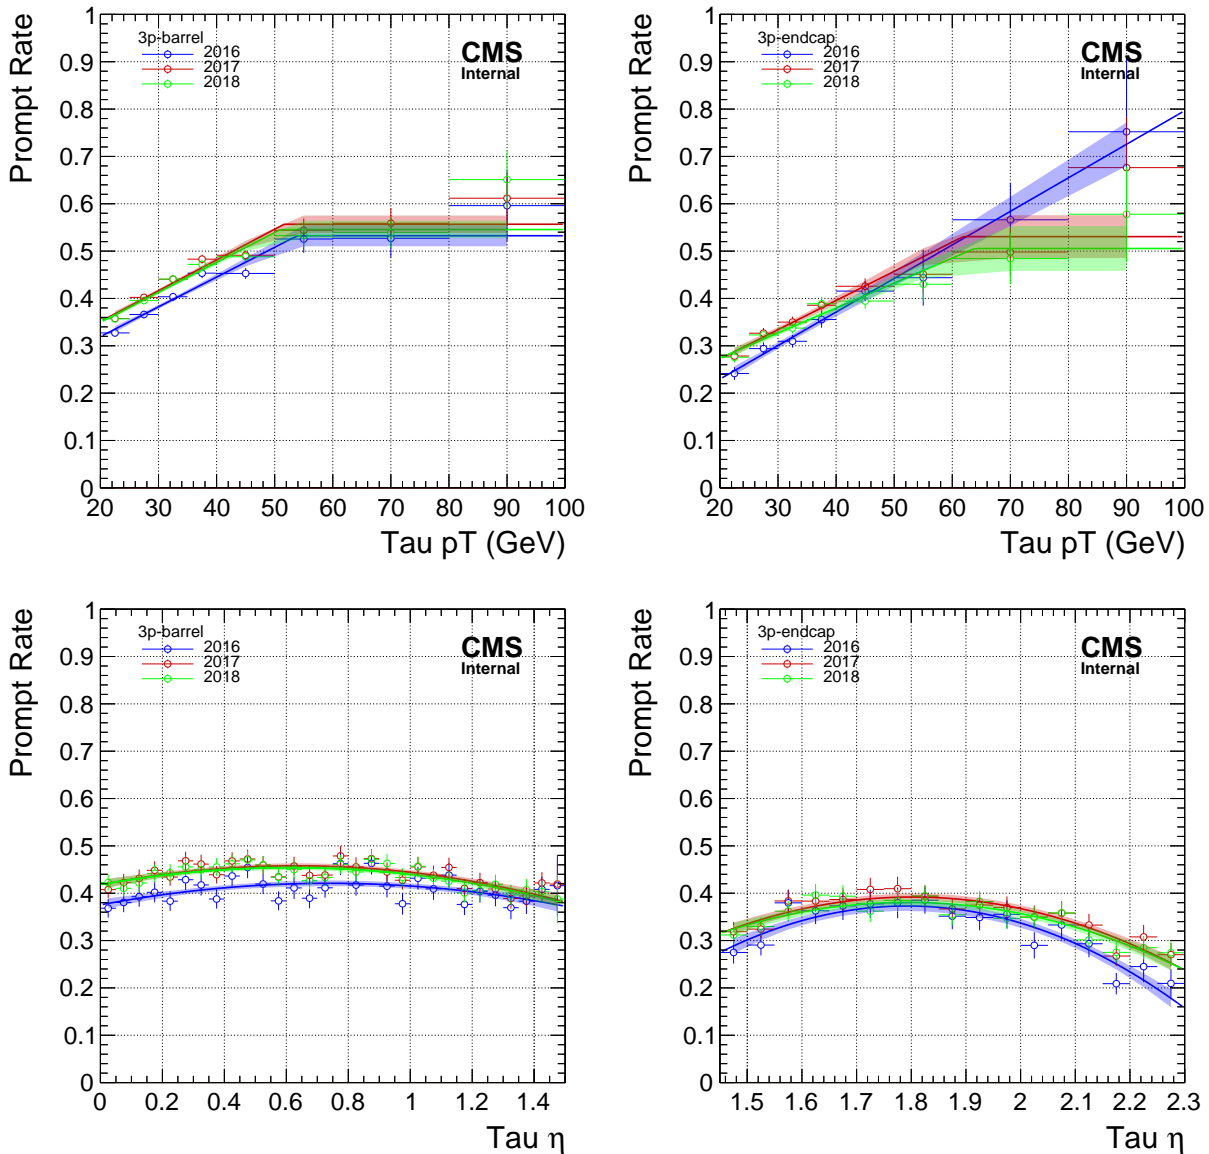 Prompt Rate
1
0.9
0.8
0.7
0.6
0.5
0.4
0.3
0.2
0.1
0
3p-barrel
2016
2017
2018
CMS
Internal
20 30 40 50 60 70 80 90 100
Tau pT (GeV)
Prompt Rate
1
0.9
0.8
0.7
0.6
0.5
0.4
0.3
0.2
0.1
0
3p-endcap
2016
2017
2018
CMS
Internal
20 30 40 50 60 70 80 90 100
Tau pT (GeV)
Prompt Rate
1
0.9
0.8
0.7
0.6
0.5
0.4
0.3
0.2
0.1
0
3p-barrel
2016
2017
2018
CMS
Internal
0 0.2 0.4 0.6 0.8 1 1.2 1.4
Tau η
Prompt Rate
1
0.9
0.8
0.7
0.6
0.5
0.4
0.3
0.2
0.1
0
3p-endcap
2016
2017
2018
CMS
Internal
1.5 1.6 1.7 1.8 1.9 2 2.1 2.2 2.3
Tau η